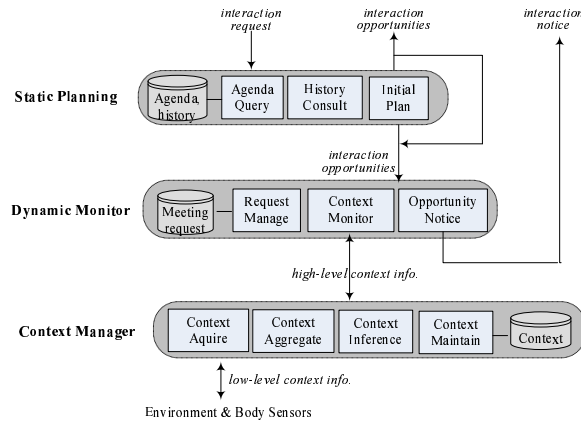 interaction
request
interaction
opportunities
interaction
notice
Static Planning
Agenda,
history
Agenda
Query
History
Consult
Initial
Plan
interaction
opportunities
Dynamic Monitor
Meeting
request
Request
Manage
Context
Monitor
Opportunity
Notice
high-level context info.
Context Manager
Context
Aquire
Context
Aggregate
Context
Inference
Context
Maintain
Context
low-level context info.
Environment & Body Sensors